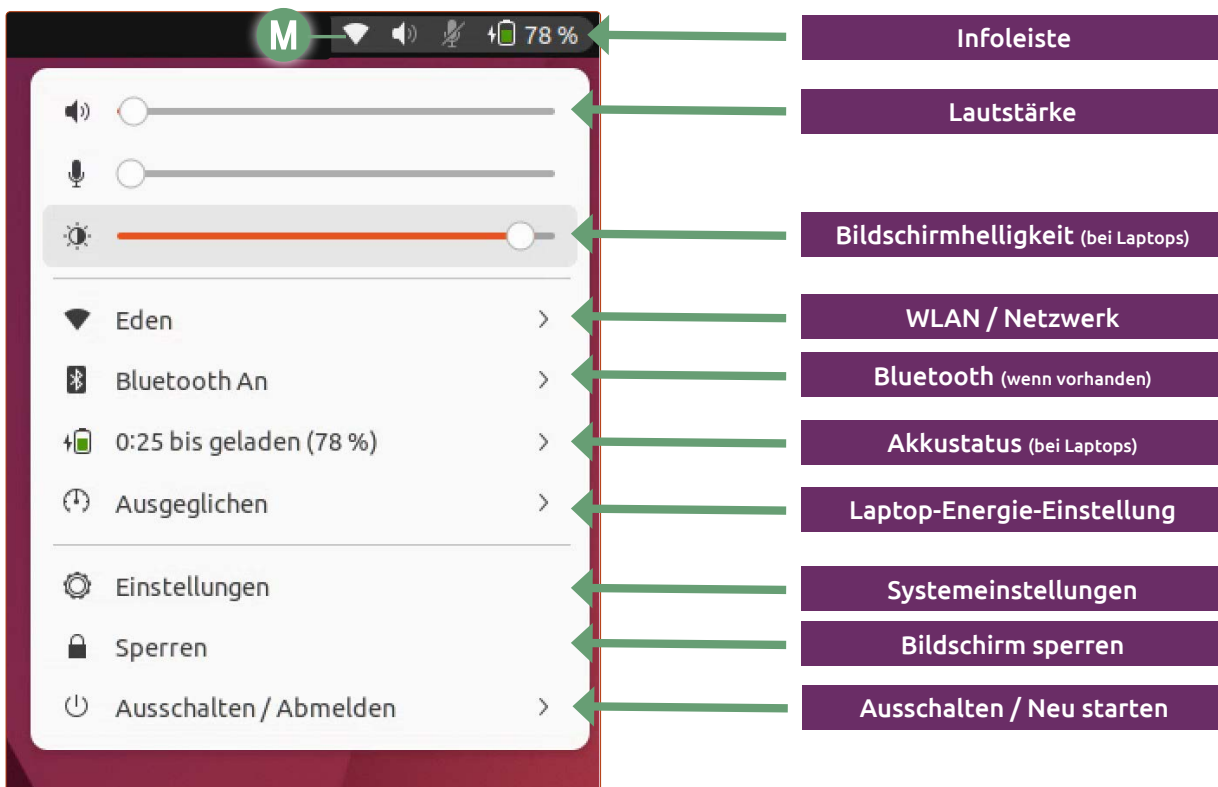 M 78 % Infoleiste
Lautstärke
Bildschirmhelligkeit (bei Laptops)
Eden WLAN / Netzwerk
Bluetooth An Bluetooth (wenn vorhanden)
0:25 bis geladen (78 %) Akkustatus (bei Laptops)
Ausgeglichen Laptop-Energie-Einstellung
Einstellungen Systemeinstellungen
Sperren Bildschirm sperren
Ausschalten / Abmelden Ausschalten / Neu starten